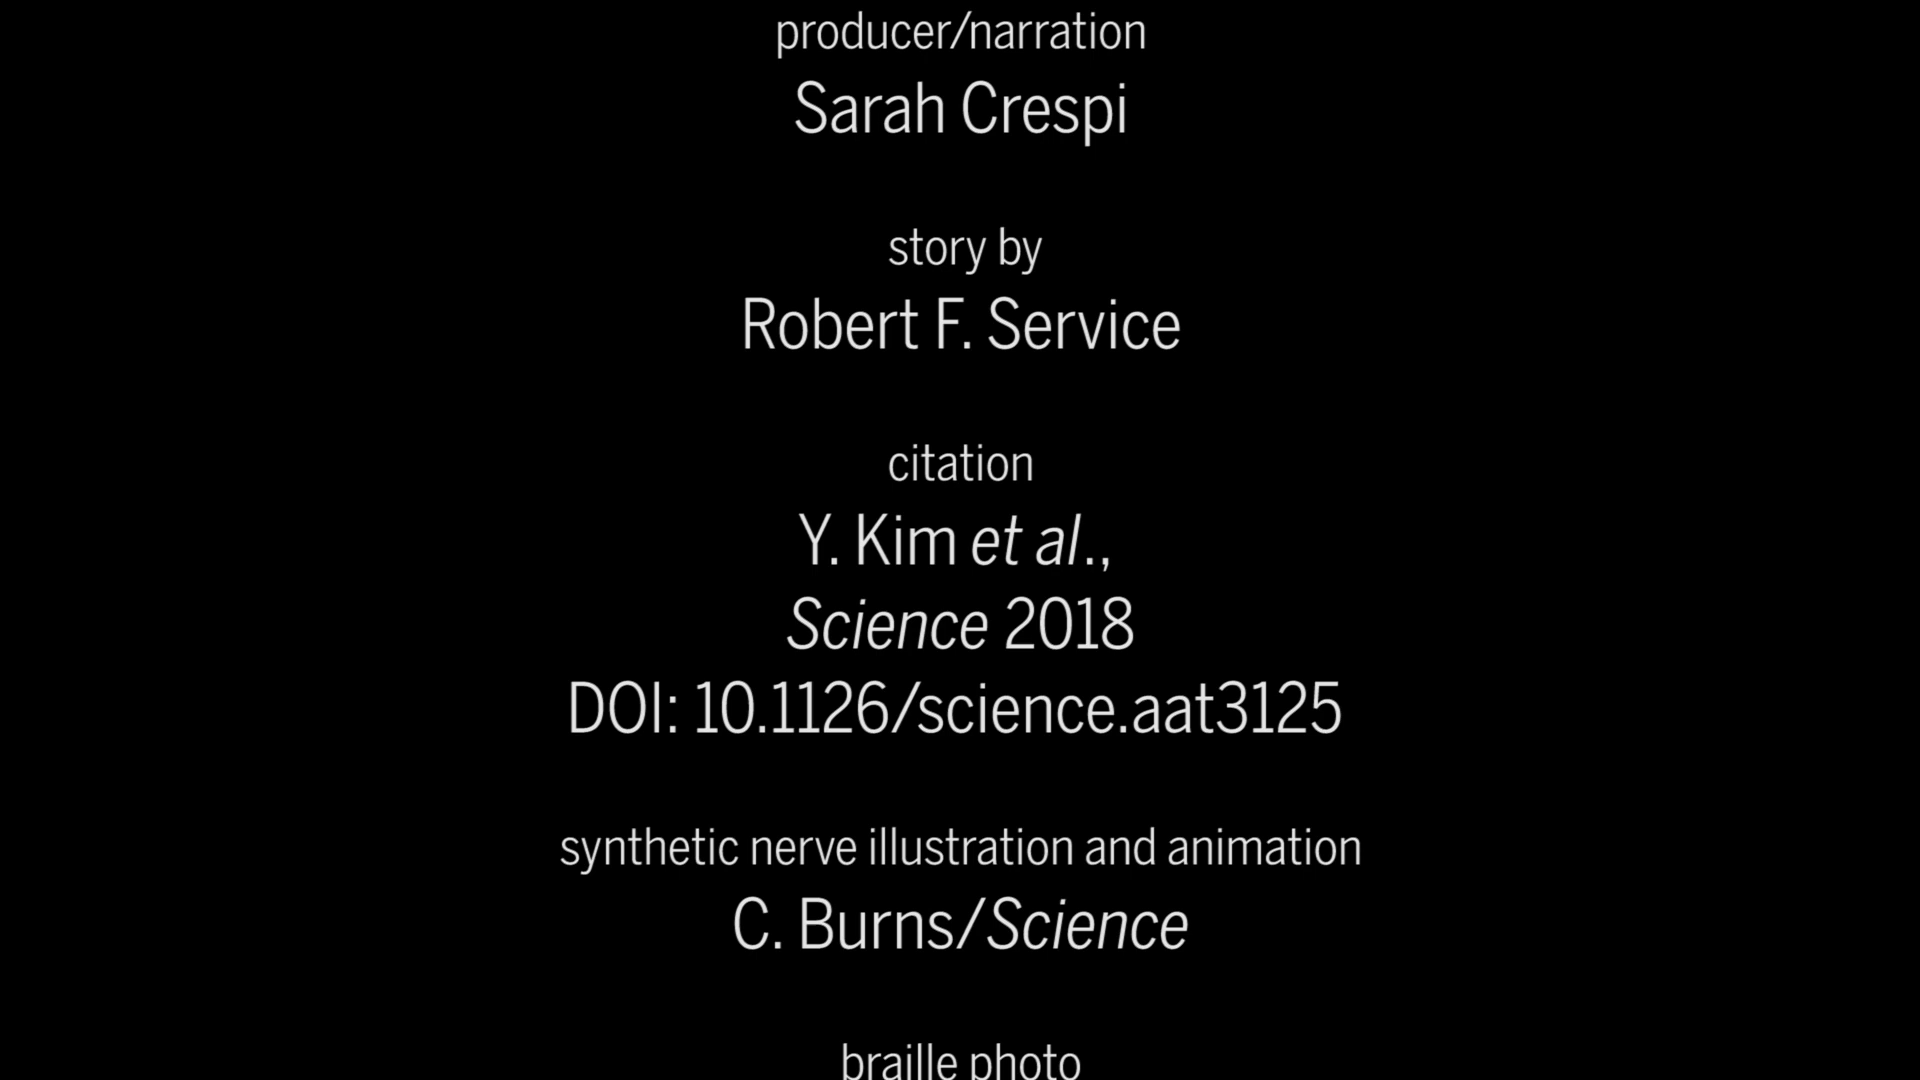 producer/narration
Sarah Crespi
story by
Robert F. Service
citation
Y. Kim et al.,
Science 2018
DOI: 10.1126/science.aat3125
synthetic nerve illustration and animation
C. Burns/Science
braille photo